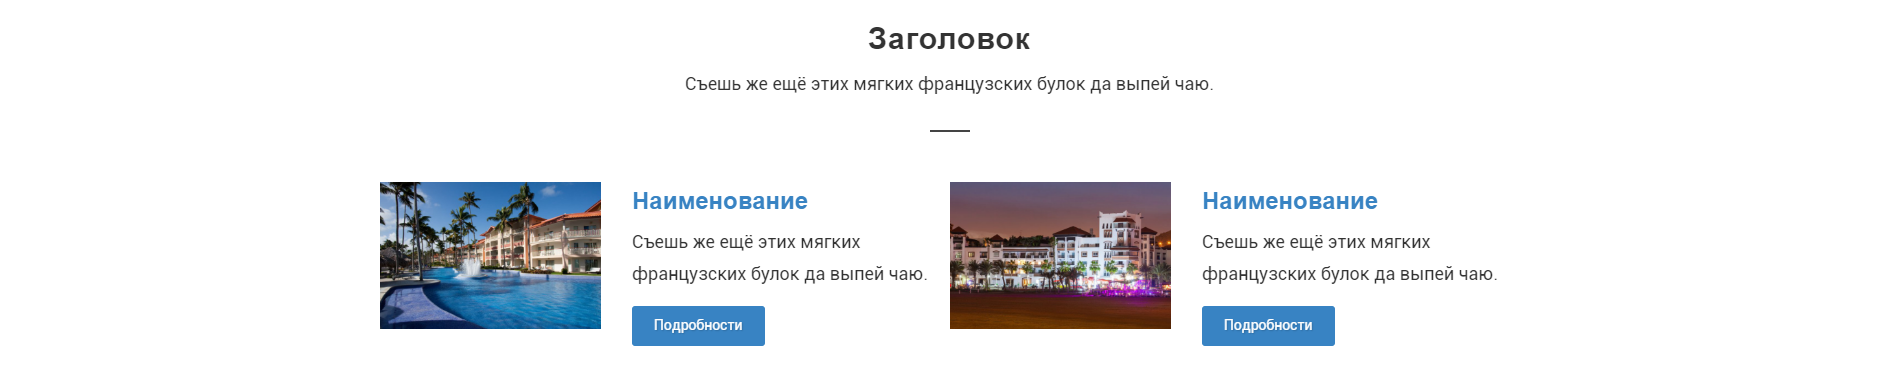 Заголовок
Съешь же ещё этих мягких французских булок да выпей чаю.
Наименование
Съешь же ещё этих мягких
французских булок да выпей чаю.
Подробности
Наименование
Съешь же ещё этих мягких
французских булок да выпей чаю.
Подробности